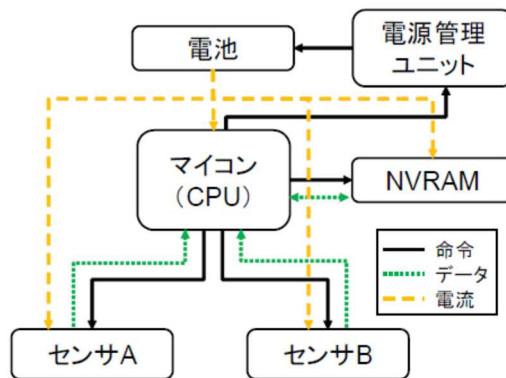 電池
電源管理
ユニット
マイコン
(CPU)
NVRAM
命令
データ
電流
センサA
センサB